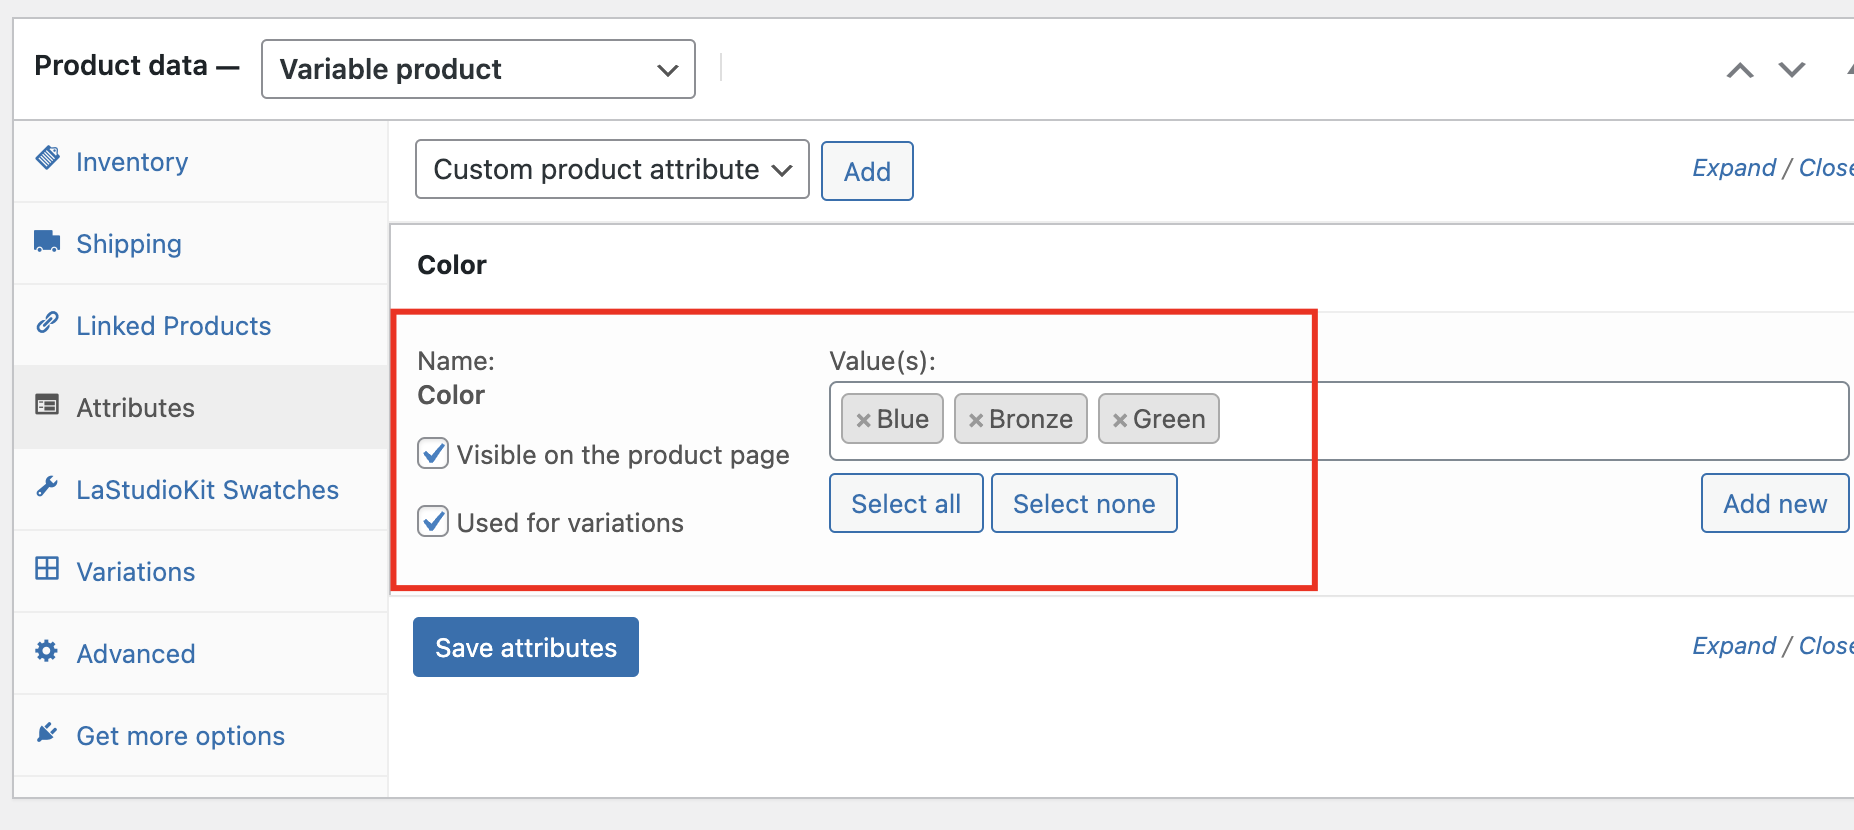 Product data —
Variable product
Inventory
Shipping
Linked Products
Attributes
LaStudioKit Swatches
Variations
Advanced
Get more options
Custom product attribute
Add
Expand / Close
Color
Name:
Color
Visible on the product page
Used for variations
Value(s):
× Blue × Bronze × Green
Select all Select none Add new
Save attributes
Expand / Close